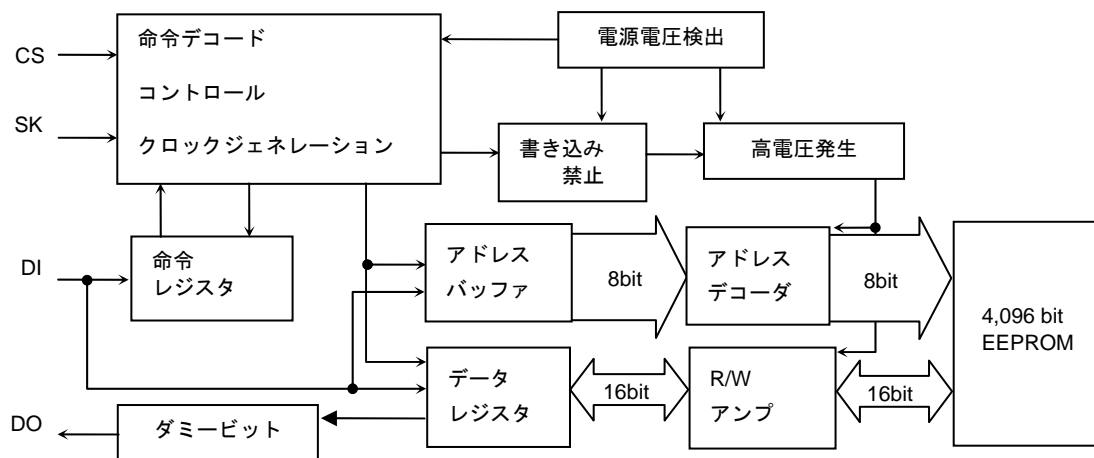 CS
命令デコード
コントロール
クロックジェネレーション
電源電圧検出
SK
書き込み
禁止
高電圧発生
DI
命令
レジスタ
アドレス
バッファ
8bit
アドレス
デコーダ
8bit
4,096 bit
EEPROM
データ
レジスタ
16bit
R/W
アンプ
16bit
DO
ダミービット